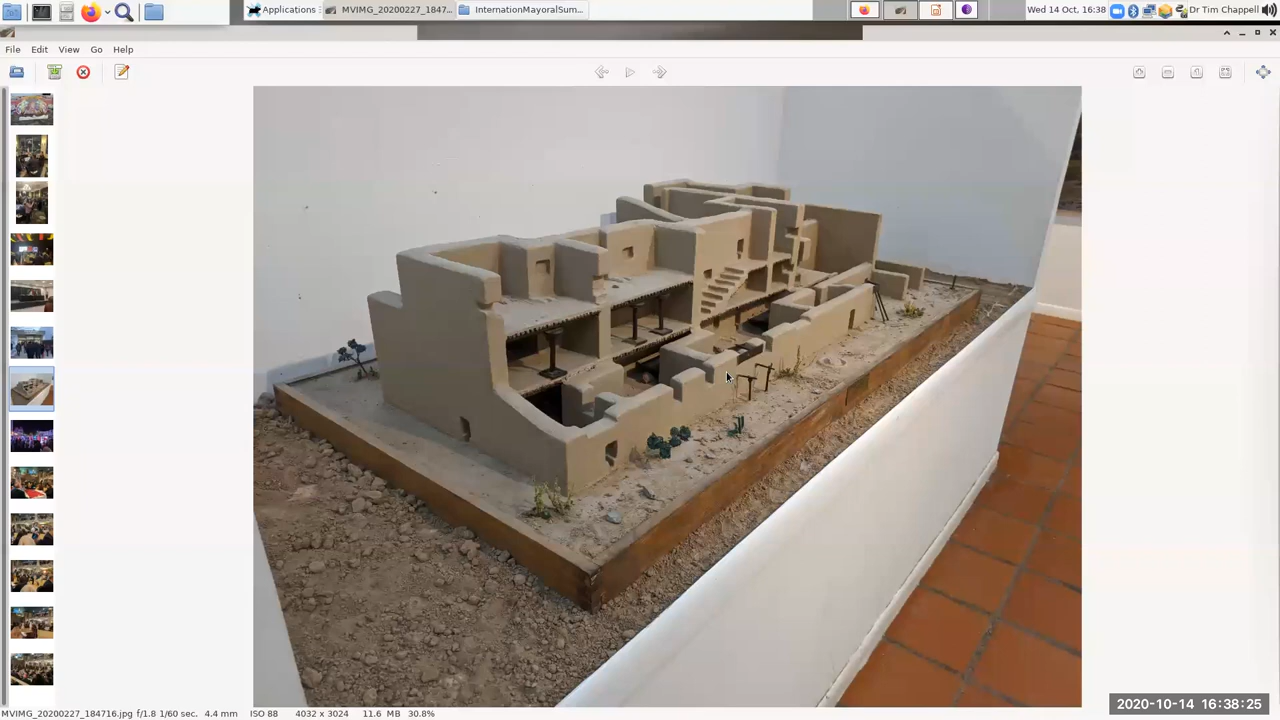 Applications
MVIMG_20200227_1847...
InternationMayoralSum...
Wed 14 Oct, 16:38
Dr Tim Chappell
File Edit View Go Help
MVIMG_20200227_184716.jpg f/1.8 1/60 sec. 4.4 mm ISO 88 4032 x 3024 11.6 MB 30.8%
2020-10-14 16:38:25